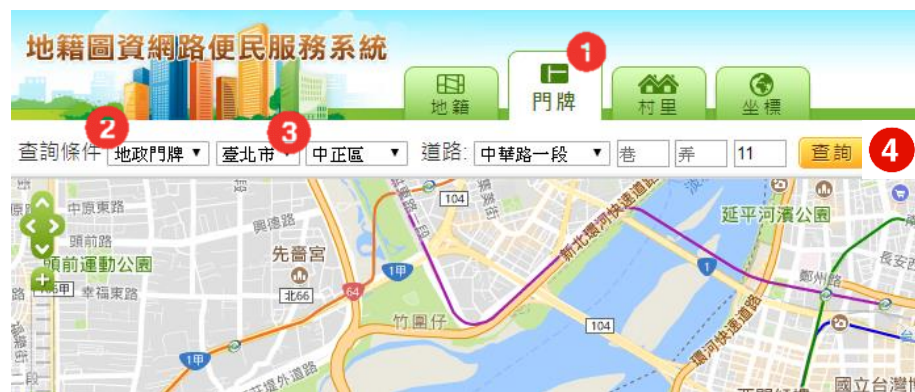 地籍圖資網路便民服務系統
1
地籍
門牌
村里
坐標
2
3
查詢條件 地政門牌 臺北市 中正區 道路: 中華路一段 巷 弄 11 查詢 4
中原東路
頭前路
頭前運動公園
幸福東路
興德路
先嗇宮
北66
64
1甲
1甲
104
新北環河快速道路
竹圍仔
104
1
延平河濱公園
鄭州路
長安西
環河快速道路
國立台灣